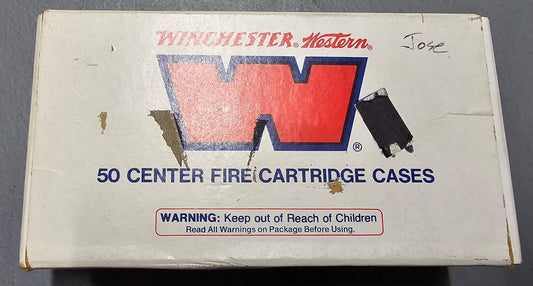 WINCHESTER® Western®
Jose
W®
50 CENTER FIRE CARTRIDGE CASES
WARNING: Keep out of Reach of Children
Read All Warnings on Package Before Using.